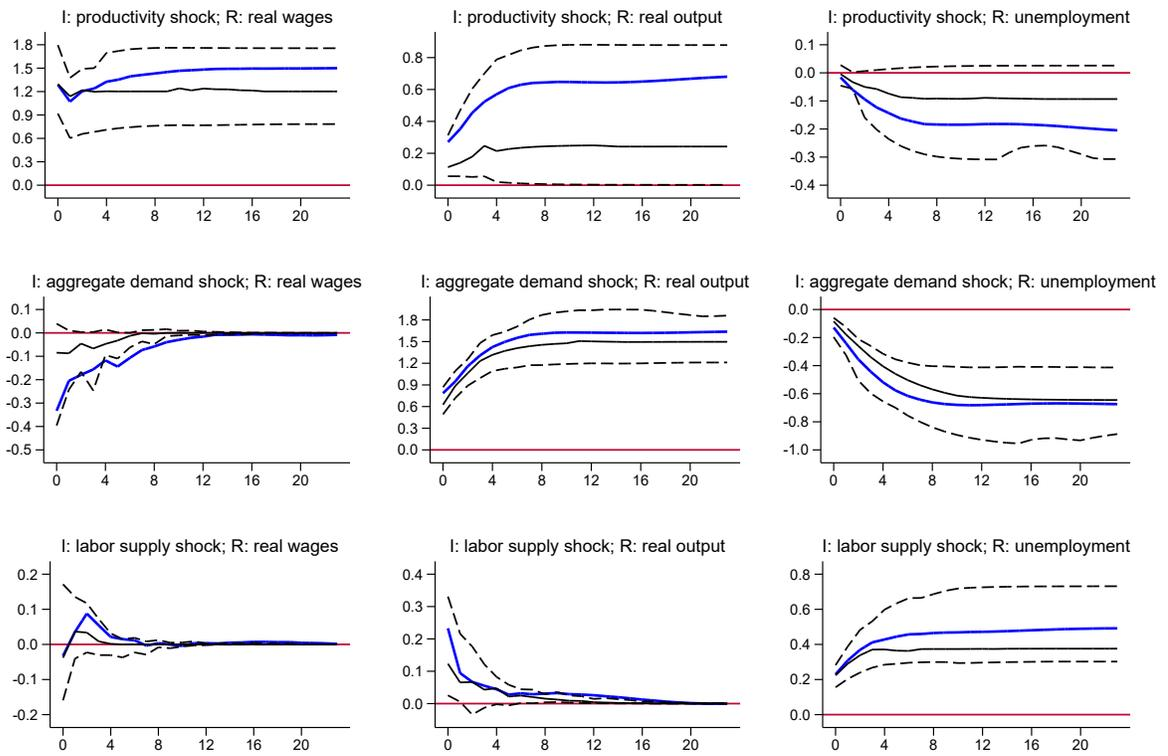 I: productivity shock; R: real wages
1.8
1.5
1.2
0.9
0.6
0.3
0.0
0 4 8 12 16 20
I: productivity shock; R: real output
0.8
0.6
0.4
0.2
0.0
0 4 8 12 16 20
I: productivity shock; R: unemployment
0.1
0.0
-0.1
-0.2
-0.3
-0.4
0 4 8 12 16 20
I: aggregate demand shock; R: real wages
0.1
0.0
-0.1
-0.2
-0.3
-0.4
-0.5
0 4 8 12 16 20
I: aggregate demand shock; R: real output
1.8
1.5
1.2
0.9
0.6
0.3
0.0
0 4 8 12 16 20
I: aggregate demand shock; R: unemployment
0.0
-0.2
-0.4
-0.6
-0.8
-1.0
0 4 8 12 16 20
I: labor supply shock; R: real wages
0.2
0.1
0.0
-0.1
-0.2
0 4 8 12 16 20
I: labor supply shock; R: real output
0.4
0.3
0.2
0.1
0.0
0 4 8 12 16 20
I: labor supply shock; R: unemployment
0.8
0.6
0.4
0.2
0.0
0 4 8 12 16 20